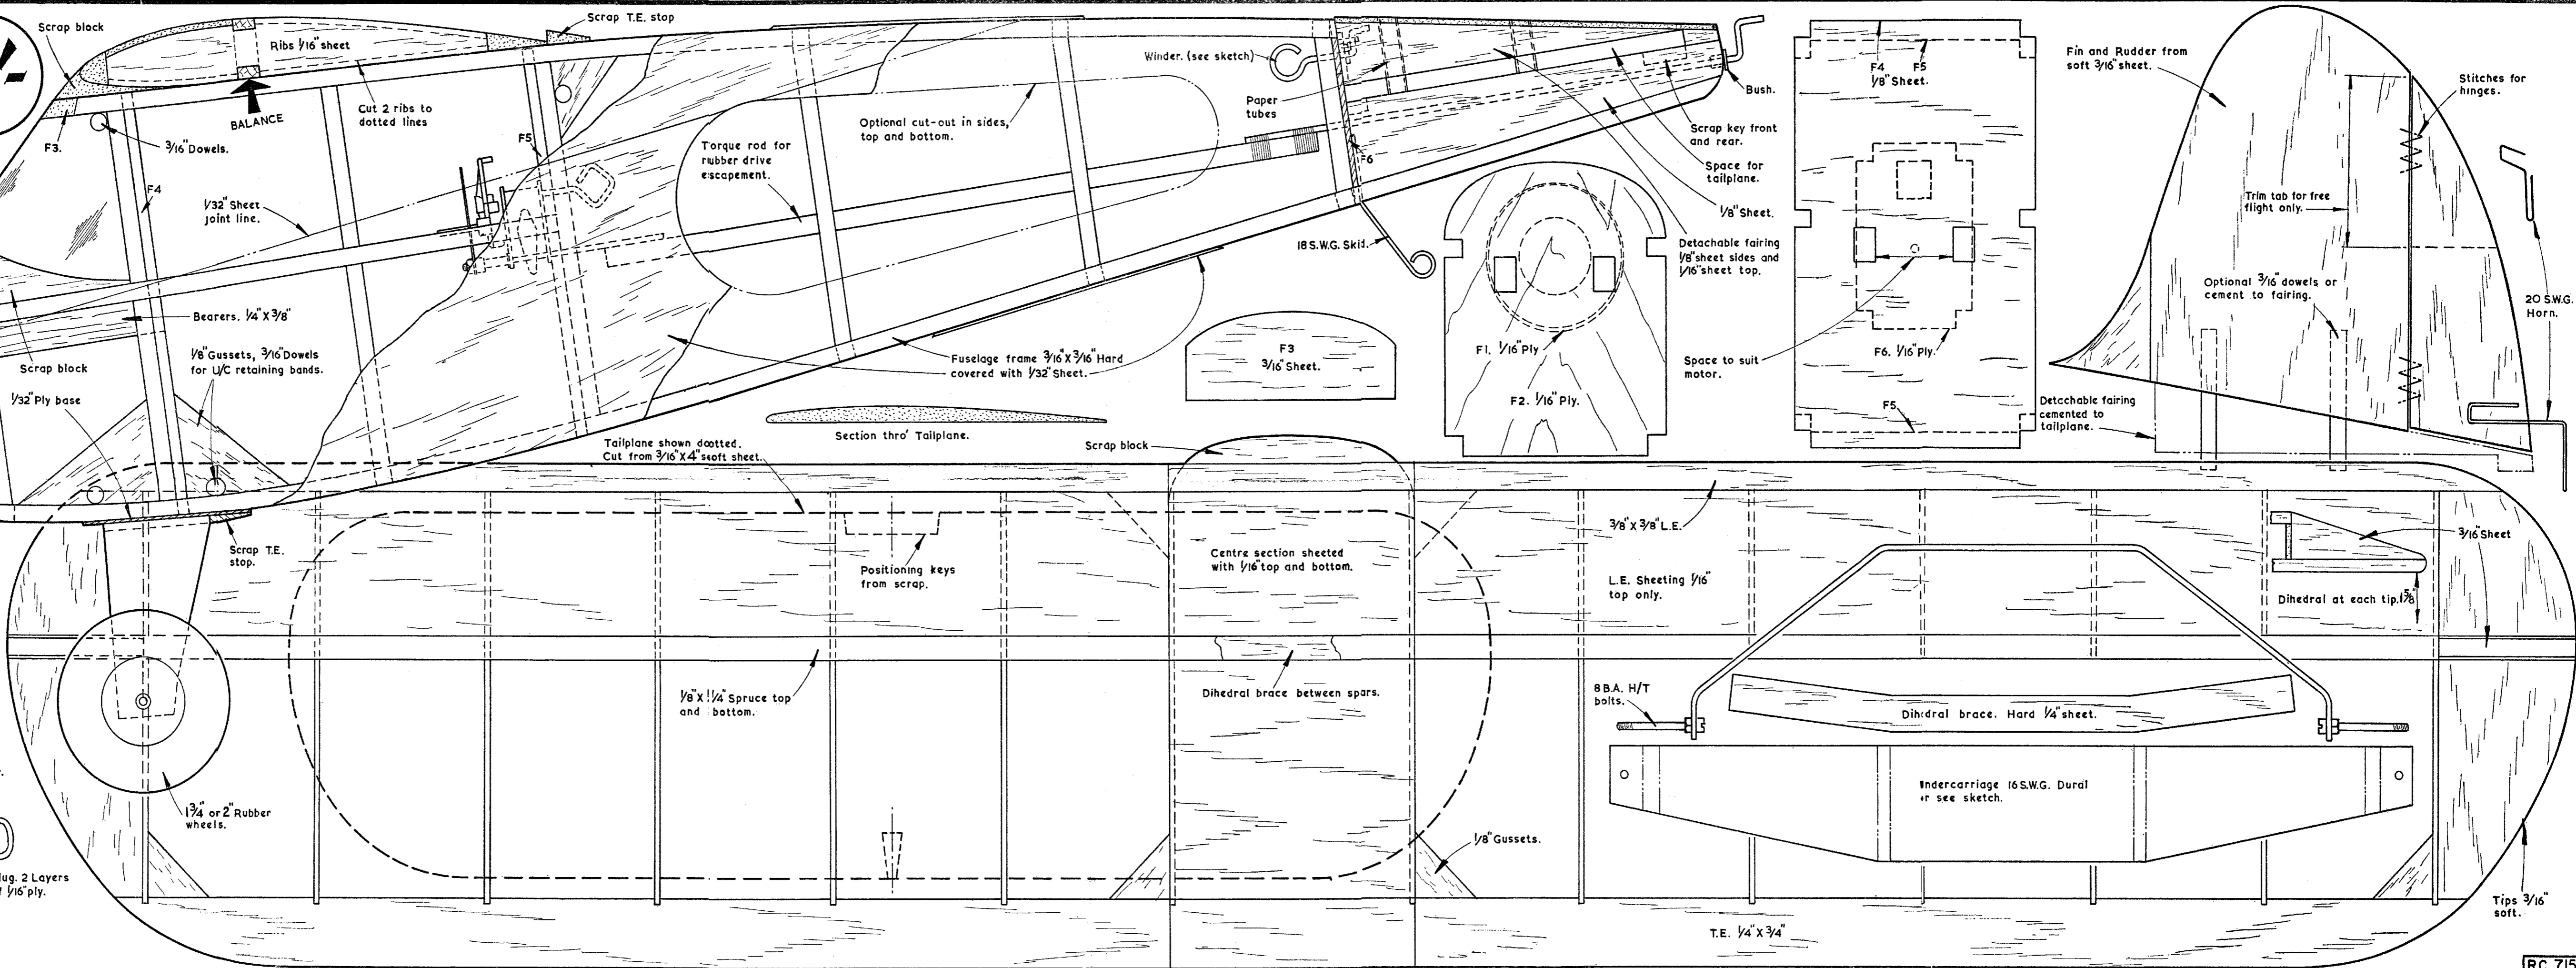 Scrap block
Ribs 1/16" sheet
Scrap T.E. stop
Cut 2 ribs to
dotted lines
BALANCE
F3.
3/16" Dowels.
F4
F5
1/32" Sheet
joint line.
Bearers. 1/4" X 3/8"
Scrap block
1/8" Gussets, 3/16" Dowels
for U/C retaining bands.
1/32" Ply base
Scrap T.E.
stop.
1 3/4" or 2" Rubber
wheels.
2 Layers
1/16" ply.
Torque rod for
rubber drive
escapement.
Optional cut-out in sides,
top and bottom.
Winder. (see sketch)
Paper
tubes
F6
Bush.
Scrap key front
and rear.
Space for
tailplane.
1/8" Sheet.
Detachable fairing
1/8" sheet sides and
1/16" sheet top.
18 S.W.G. Skid.
Fuselage frame 3/16" X 3/16" Hard
covered with 1/32" Sheet.
Section thro' Tailplane.
F3
3/16" Sheet.
F1. 1/16" Ply
F2. 1/16" Ply.
F4 F5
1/8" Sheet.
Space to suit
motor.
F6. 1/16" Ply.
F5
Fin and Rudder from
soft 3/16" sheet.
Stitches for
hinges.
Trim tab for free
flight only.
Optional 3/16" dowels or
cement to fairing.
20 S.W.G.
Horn.
Detachable fairing
cemented to
tailplane.
Tailplane shown dootted.
Cut from 3/16" X 4" soft sheet.
Scrap block
Positioning keys
from scrap.
Centre section sheeted
with 1/16" top and bottom.
1/8" X 1/4" Spruce top
and bottom.
Dihedral brace between spars.
1/8" Gussets.
3/8" X 3/8" L.E.
L.E. Sheeting 1/16"
top only.
3/16" Sheet
Dihedral at each tip. 1 5/8"
8 B.A. H/T
bolts.
Dihedral brace. Hard 1/4" sheet.
Undercarriage 16 S.W.G. Dural
or see sketch.
T.E. 1/4" X 3/4"
Tips 3/16"
soft.
RC 715